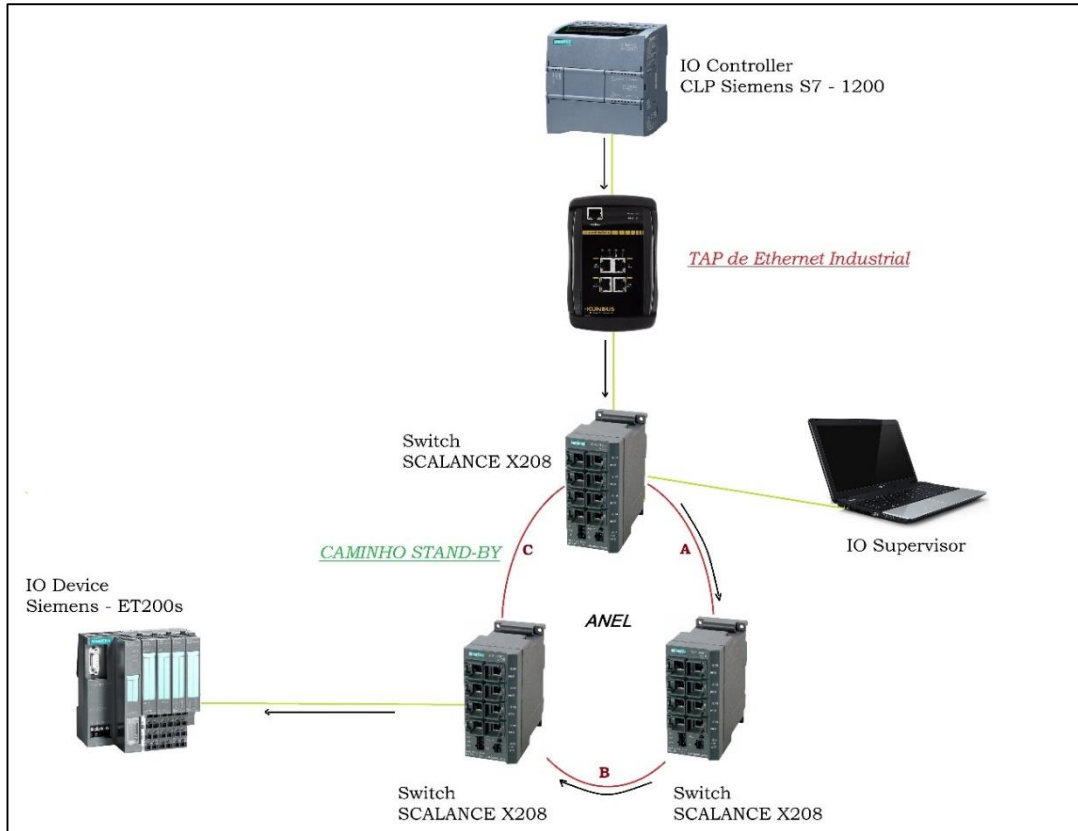 IO Controller
CLP Siemens S7 - 1200
TAP de Ethernet Industrial
KUNBUS
Switch
SCALANCE X208
CAMINHO STAND-BY
C
A
IO Supervisor
IO Device
Siemens - ET200s
ANEL
B
Switch
SCALANCE X208
Switch
SCALANCE X208